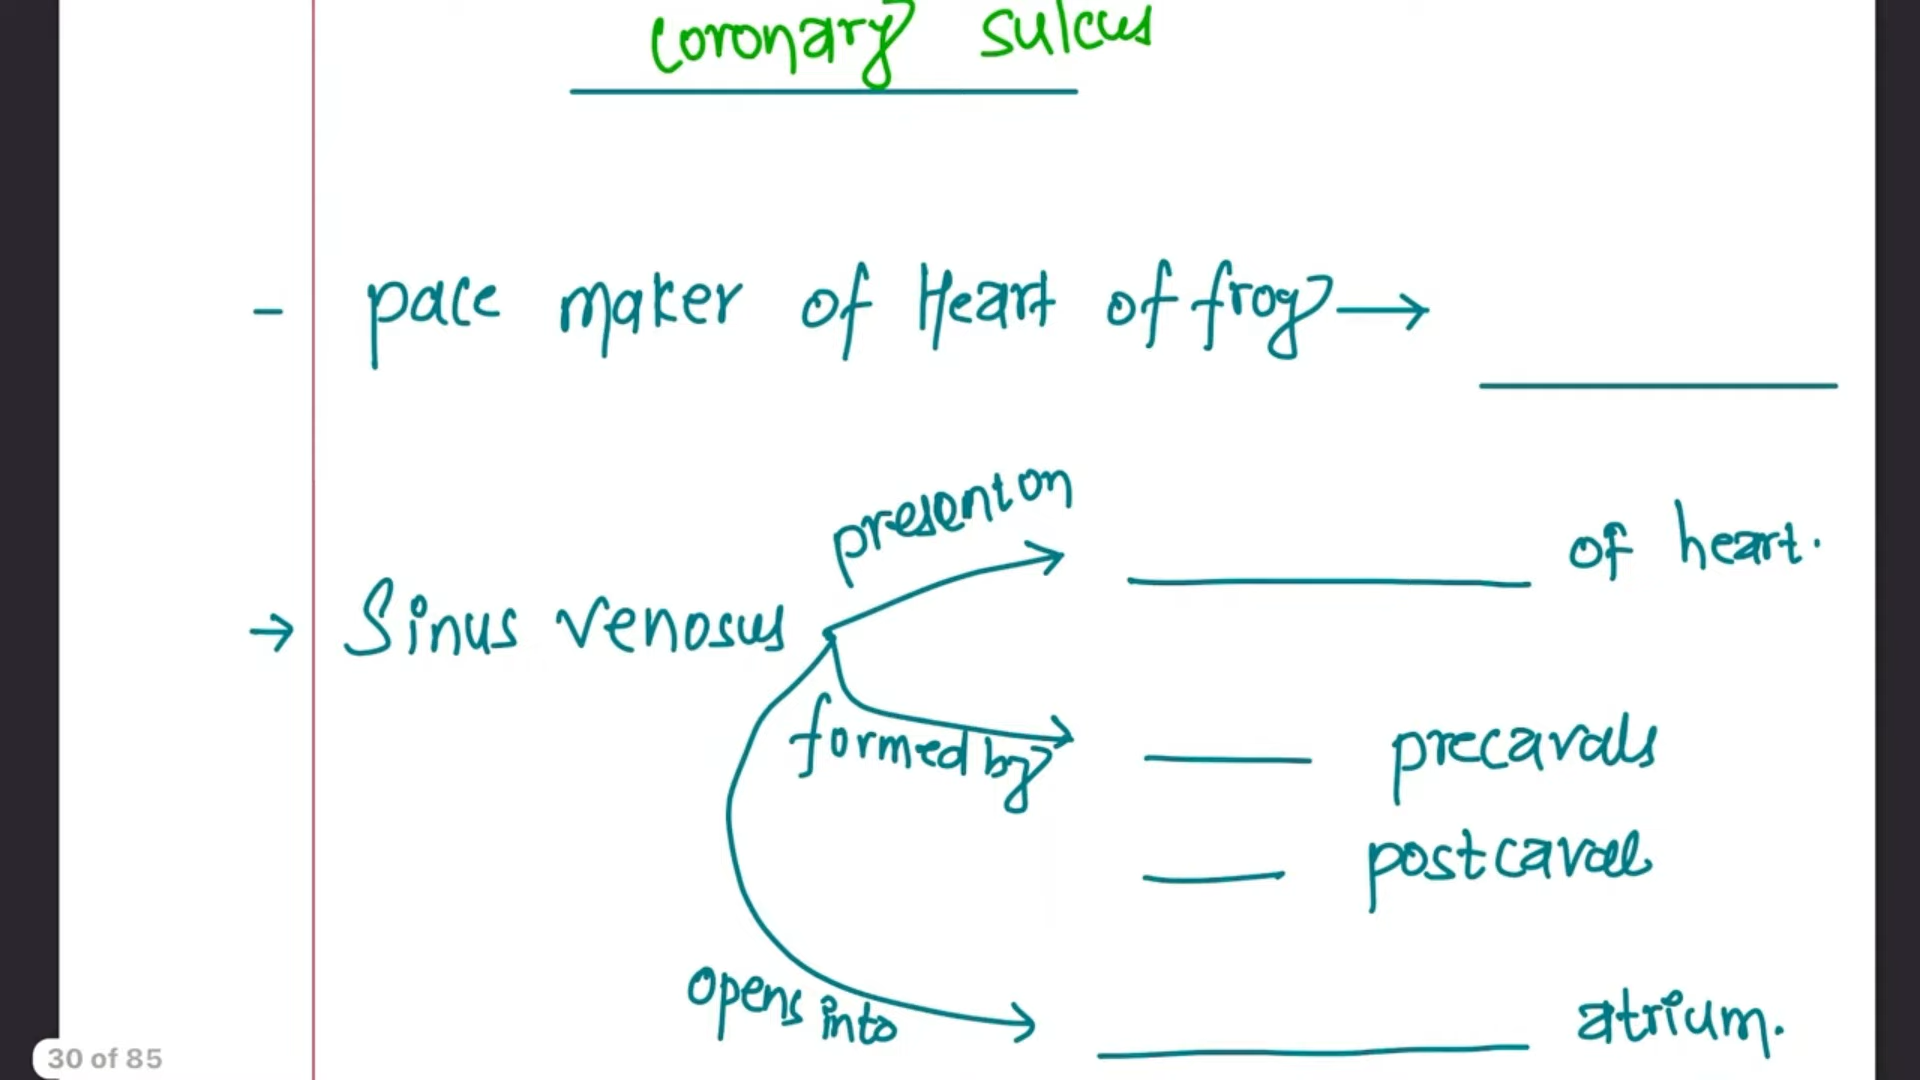 coronary sulcus
- pace maker of Heart of frog →
present on
of heart.
→ Sinus venosus
formed by
precavals
postcaval
opens into
atrium.
30 of 85